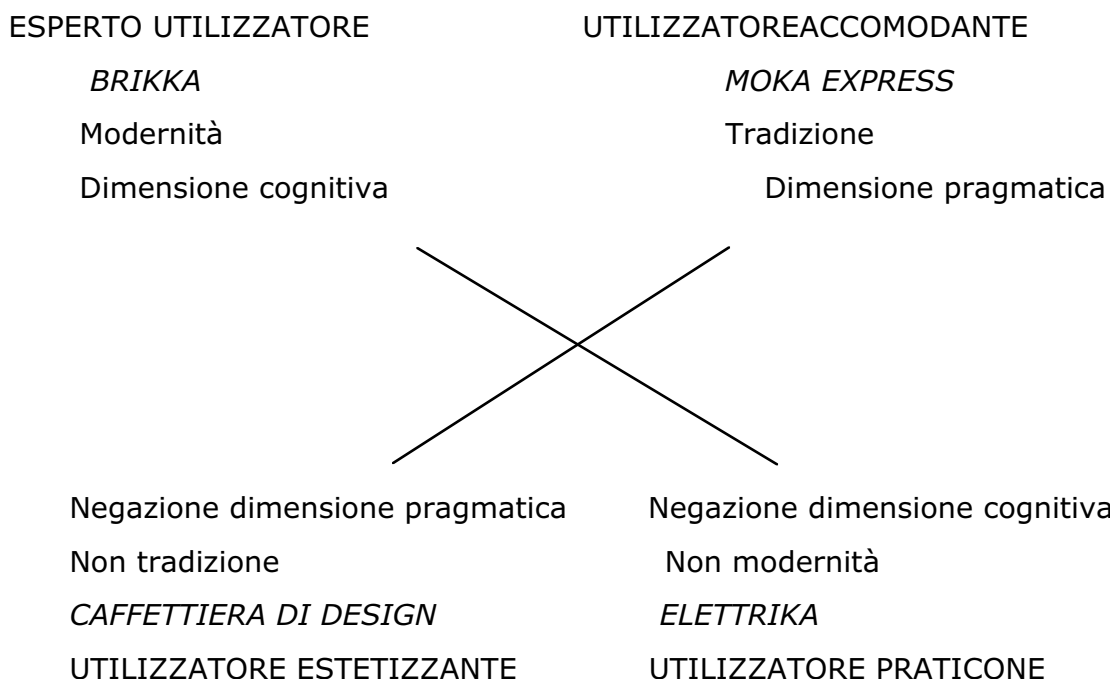 ESPERTO UTILIZZATORE UTILIZZATOREACCOMODANTE
BRIKKA MOKA EXPRESS
Modernità Tradizione
Dimensione cognitiva Dimensione pragmatica
Negazione dimensione pragmatica Negazione dimensione cognitiva
Non tradizione Non modernità
CAFFETTIERA DI DESIGN ELETTRIKA
UTILIZZATORE ESTETIZZANTE UTILIZZATORE PRATICONE